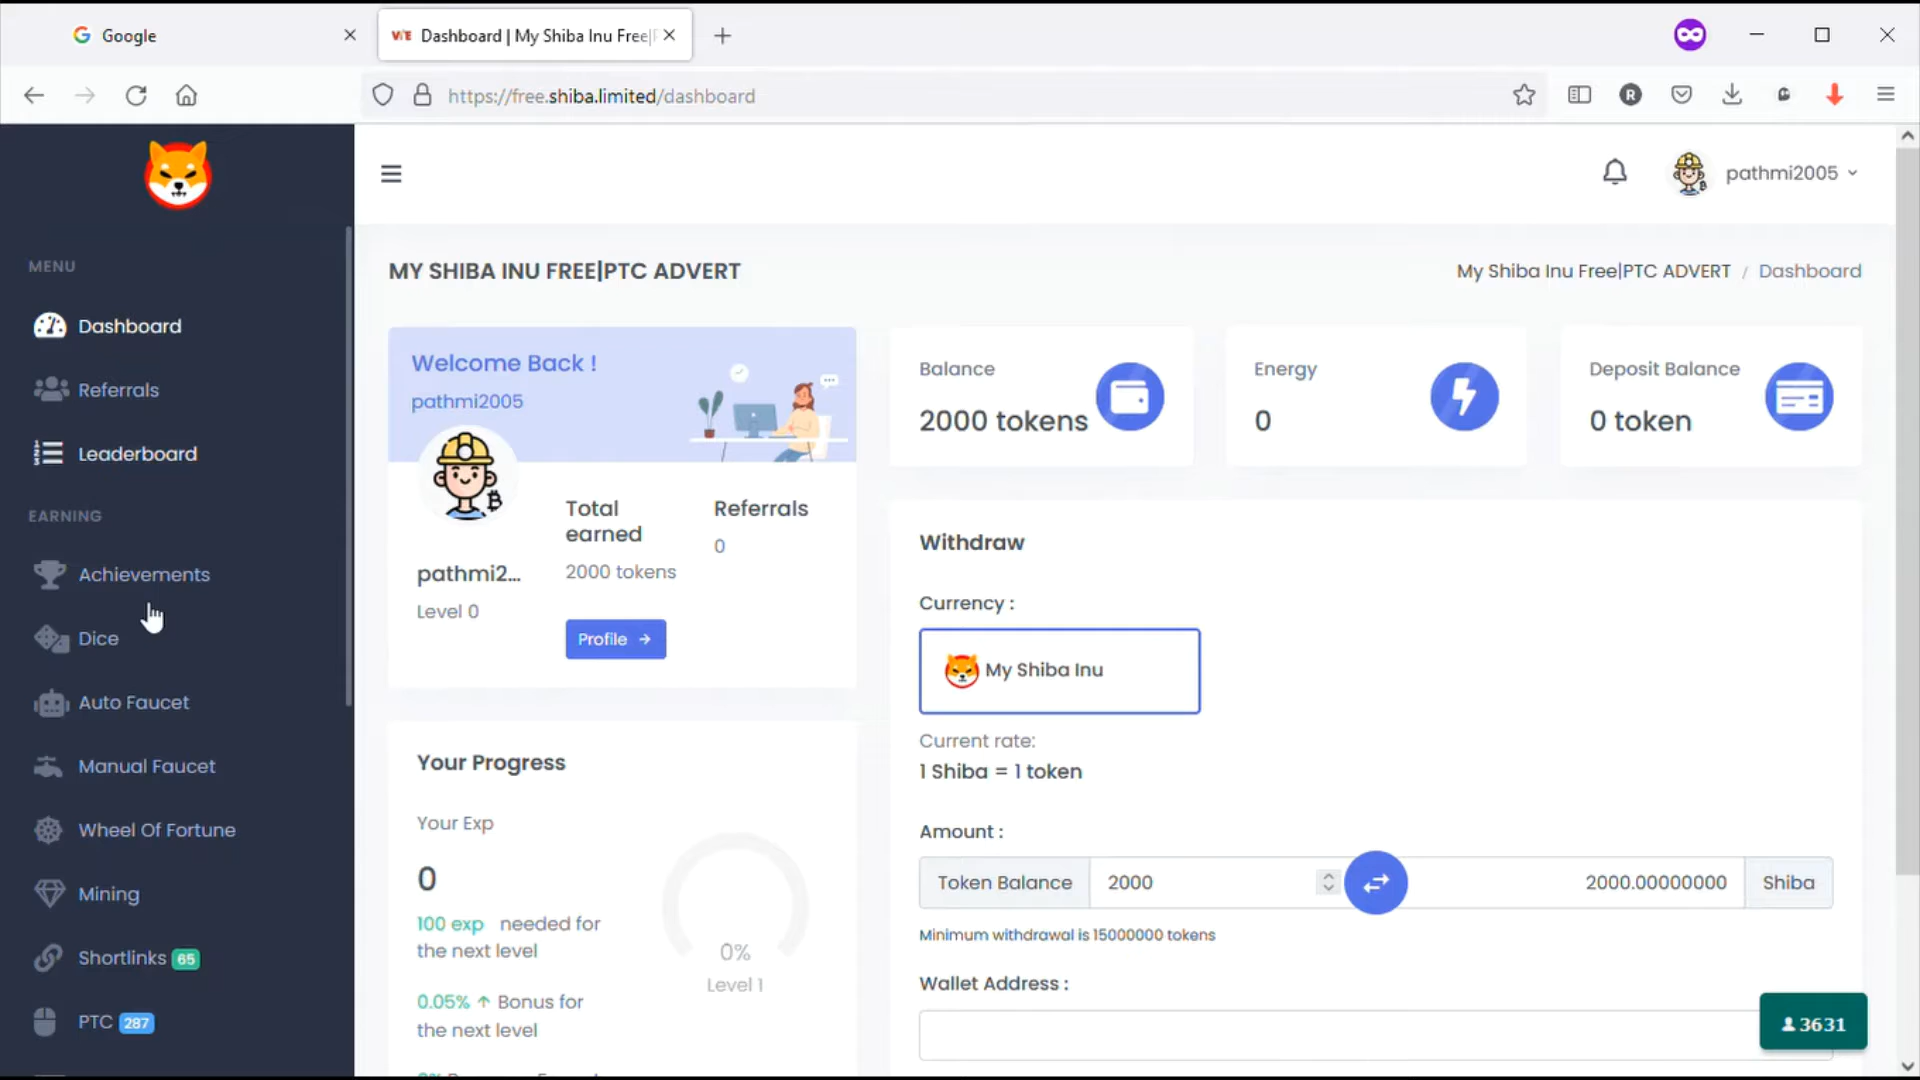 Google
VIE Dashboard | My Shiba Inu Free|
https://free.shiba.limited/dashboard
R
pathmi2005
MENU
Dashboard
Referrals
Leaderboard
EARNING
Achievements
Dice
Auto Faucet
Manual Faucet
Wheel Of Fortune
Mining
Shortlinks 65
PTC 287
MY SHIBA INU FREE|PTC ADVERT
My Shiba Inu Free|PTC ADVERT / Dashboard
Welcome Back !
pathmi2005
pathmi2...
Level 0
Total
earned
2000 tokens
Referrals
0
Profile →
Balance
2000 tokens
Energy
0
Deposit Balance
0 token
Your Progress
Your Exp
0
100 exp needed for
the next level
0.05% ↑ Bonus for
the next level
0%
Level 1
Withdraw
Currency :
My Shiba Inu
Current rate:
1 Shiba = 1 token
Amount :
Token Balance 2000 2000.00000000 Shiba
Minimum withdrawal is 15000000 tokens
Wallet Address :
3631